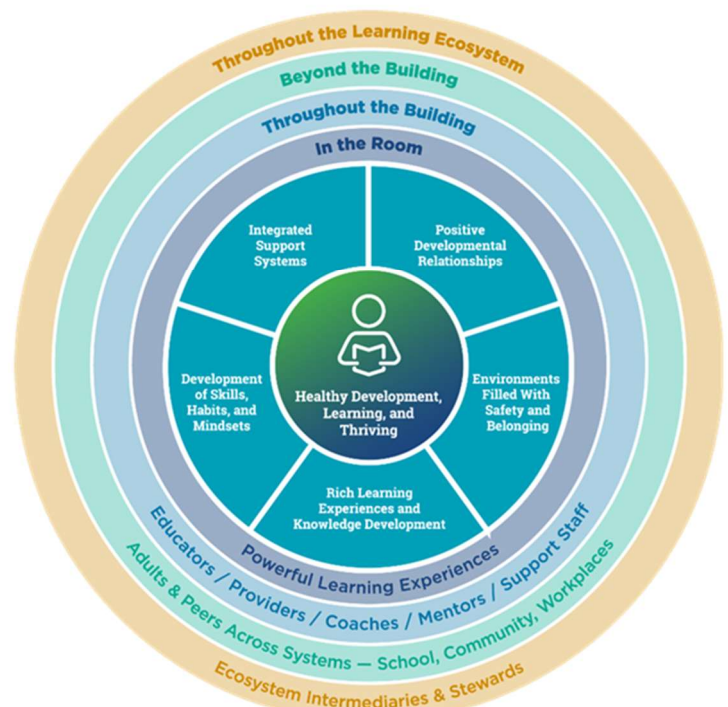 Throughout the Learning Ecosystem
Beyond the Building
Throughout the Building
In the Room
Integrated
Support
Systems
Positive
Developmental
Relationships
Development
of Skills,
Habits, and
Mindsets
Healthy Development,
Learning, and
Thriving
Environments
Filled With
Safety and
Belonging
Rich Learning
Experiences and
Knowledge Development
Powerful Learning Experiences
Educators / Providers / Coaches / Mentors / Support Staff
Adults & Peers Across Systems — School, Community, Workplaces
Ecosystem Intermediaries & Stewards